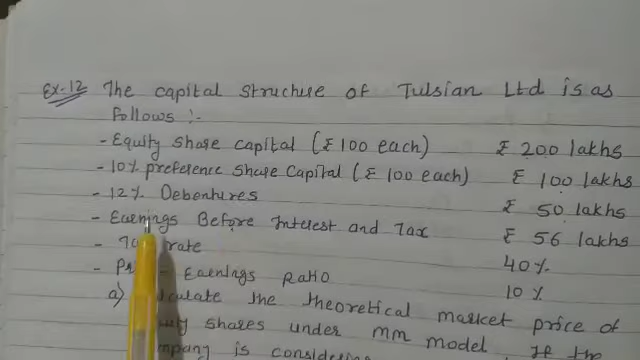 Ex-12 The capital structure of Tulsian Ltd is as
follows :-
- Equity share capital (₹ 100 each) ₹ 200 lakhs
- 10% preference share capital (₹ 100 each) ₹ 100 lakhs
- 12% Debentures ₹ 50 lakhs
- Earnings Before Interest and Tax ₹ 56 lakhs
- rate 40%
- Earnings Ratio 10%
a) the theoretical market price of
shares under MM model. If the
is considering